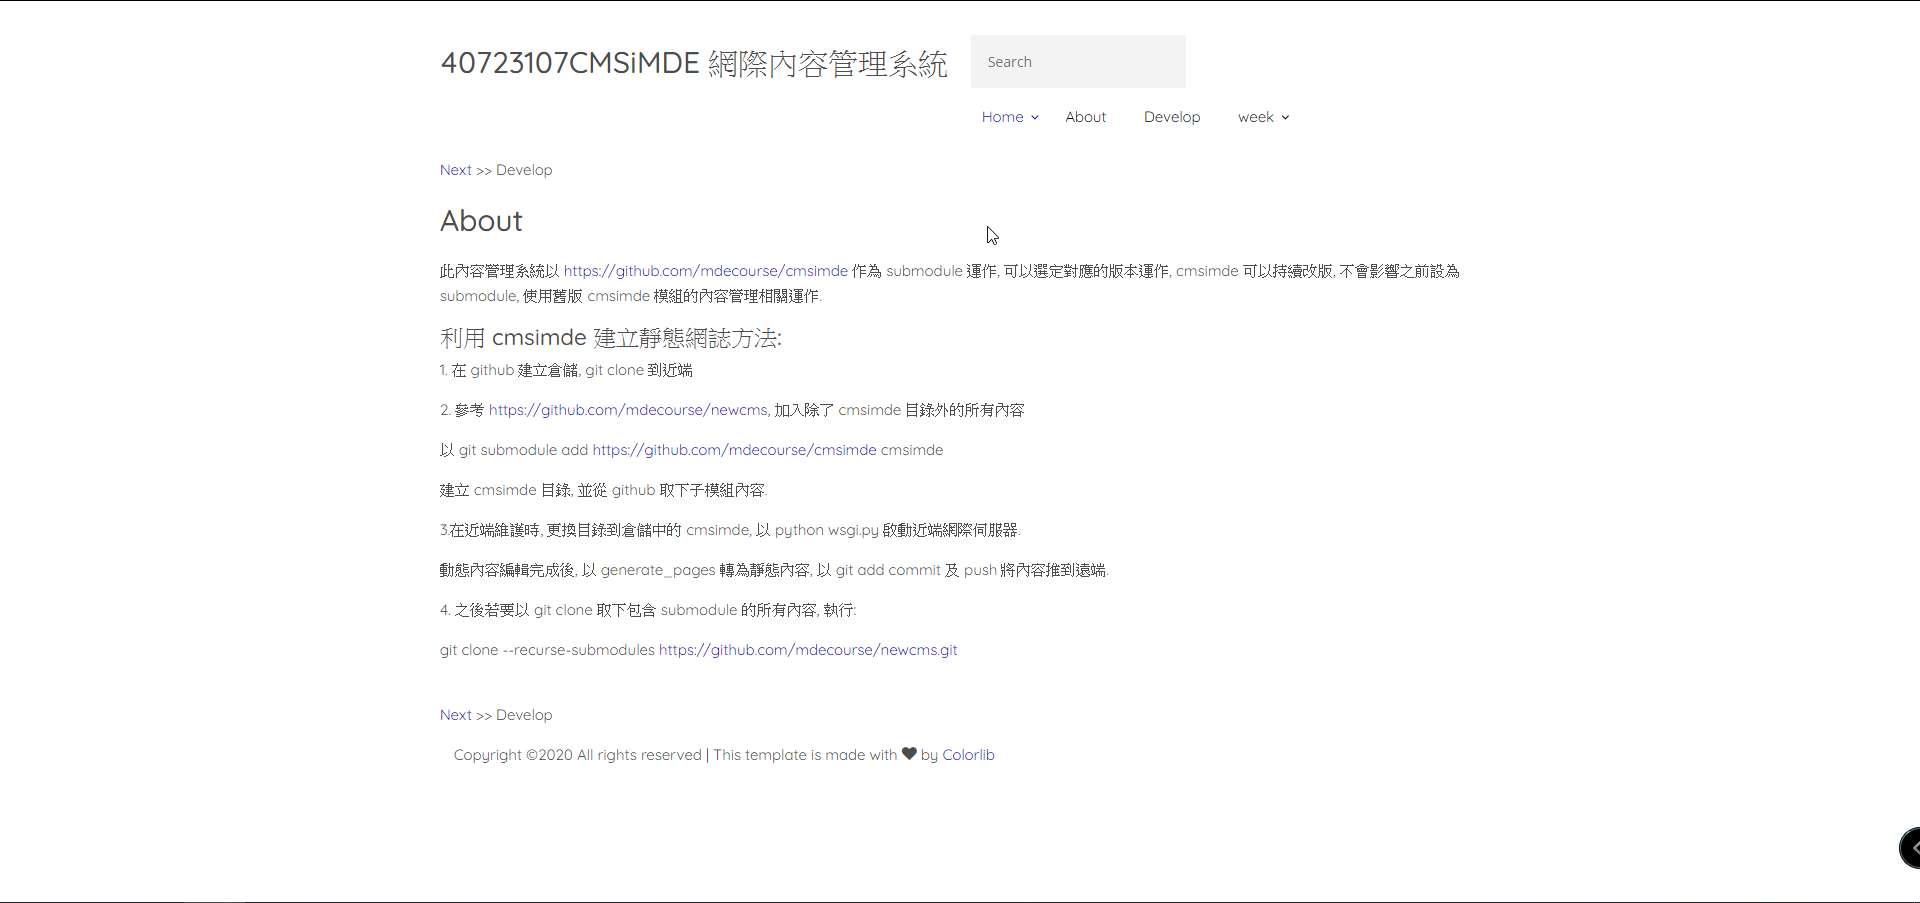 40723107CMSiMDE 網際內容管理系統
Search
Home
About
Develop
week
Next >> Develop
About
此內容管理系統以 https://github.com/mdecourse/cmsimde 作為 submodule 運作, 可以選定對應的版本運作, cmsimde 可以持續改版, 不會影響之前設為
submodule, 使用舊版 cmsimde 模組的內容管理相關運作.
利用 cmsimde 建立靜態網誌方法:
1. 在 github 建立倉儲, git clone 到近端
2. 參考 https://github.com/mdecourse/newcms, 加入除了 cmsimde 目錄外的所有內容
以 git submodule add https://github.com/mdecourse/cmsimde cmsimde
建立 cmsimde 目錄, 並從 github 取下子模組內容.
3.在近端維護時, 更換目錄到倉儲中的 cmsimde, 以 python wsgi.py 啟動近端網際伺服器.
動態內容編輯完成後, 以 generate_pages 轉為靜態內容, 以 git add commit 及 push 將內容推到遠端.
4. 之後若要以 git clone 取下包含 submodule 的所有內容, 執行:
git clone --recurse-submodules https://github.com/mdecourse/newcms.git
Next >> Develop
Copyright ©2020 All rights reserved | This template is made with ♥ by Colorlib